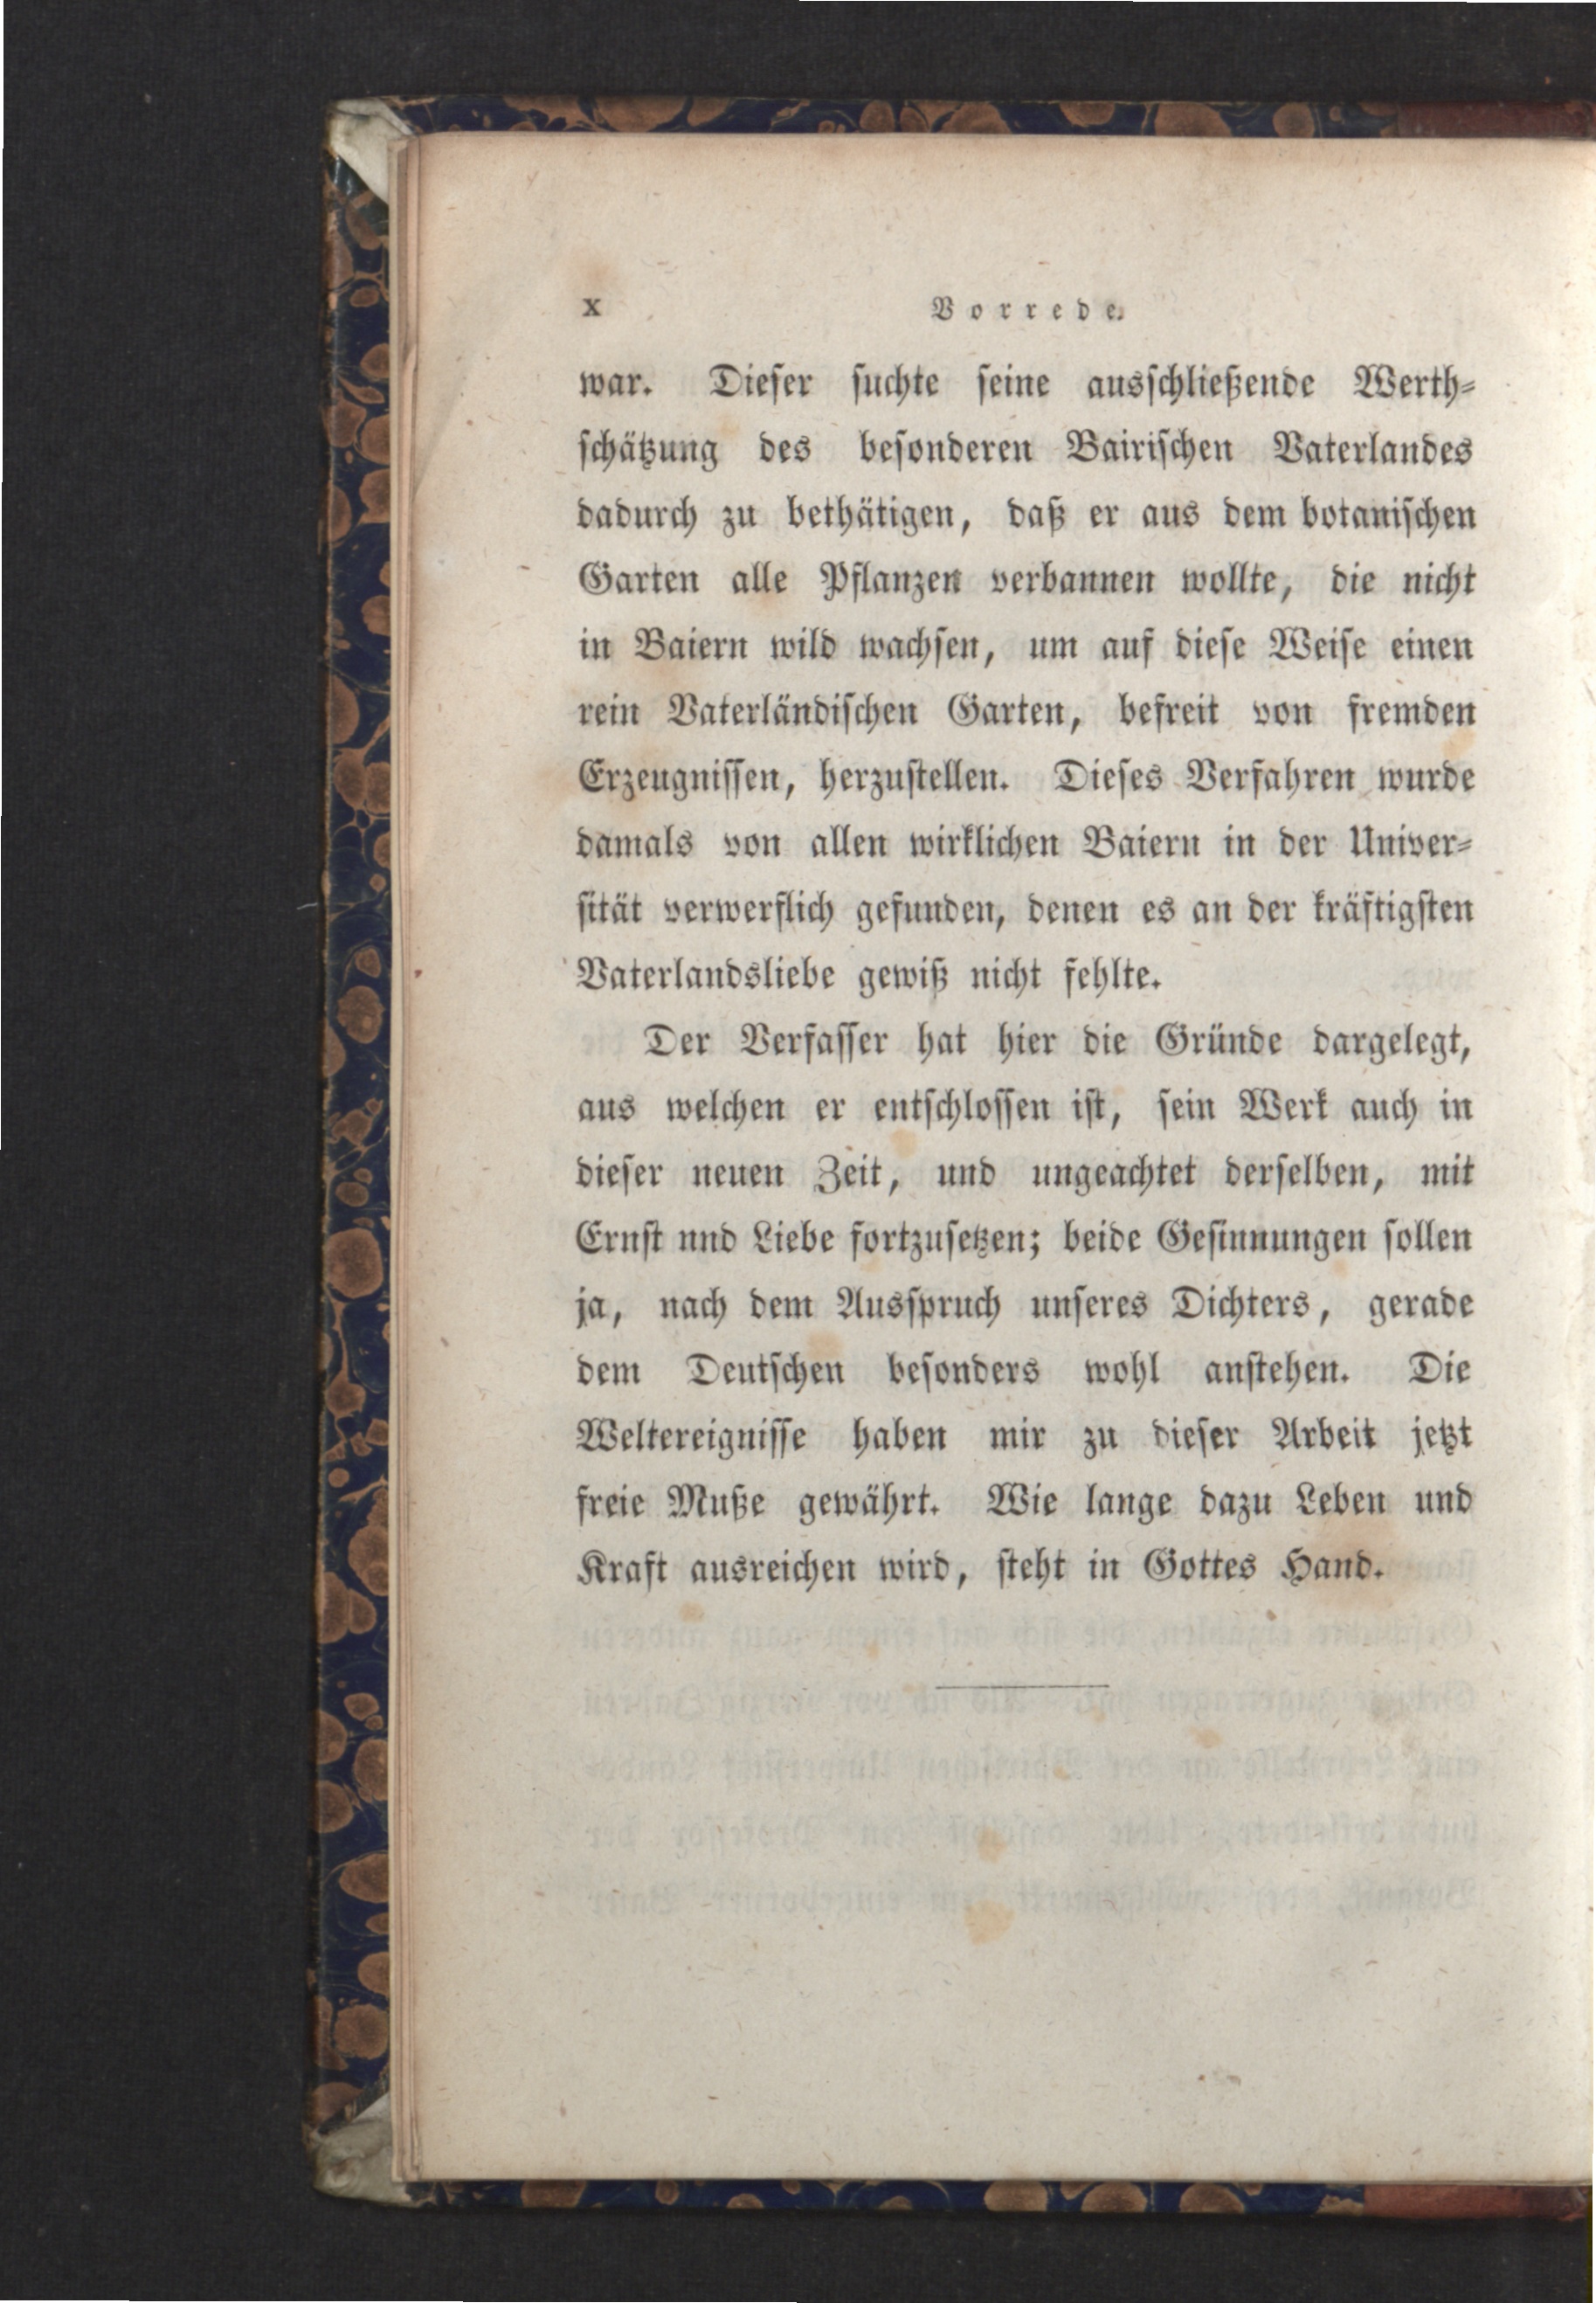 x Vorrede.
war. Dieser suchte seine ausschließende Werth-
schätzung des besonderen Bairischen Vaterlandes
dadurch zu bethätigen, daß er aus dem botanischen
Garten alle Pflanzen verbannen wollte, die nicht
in Baiern wild wachsen, um auf diese Weise einen
rein Vaterländischen Garten, befreit von fremden
Erzeugnissen, herzustellen. Dieses Verfahren wurde
damals von allen wirklichen Baiern in der Univer-
sität verwerflich gefunden, denen es an der kräftigsten
Vaterlandsliebe gewiß nicht fehlte.
Der Verfasser hat hier die Gründe dargelegt,
aus welchen er entschlossen ist, sein Werk auch in
dieser neuen Zeit, und ungeachtet derselben, mit
Ernst und Liebe fortzusetzen; beide Gesinnungen sollen
ja, nach dem Ausspruch unseres Dichters, gerade
dem Deutschen besonders wohl anstehen. Die
Weltereignisse haben mir zu dieser Arbeit jetzt
freie Muße gewährt. Wie lange dazu Leben und
Kraft ausreichen wird, steht in Gottes Hand.